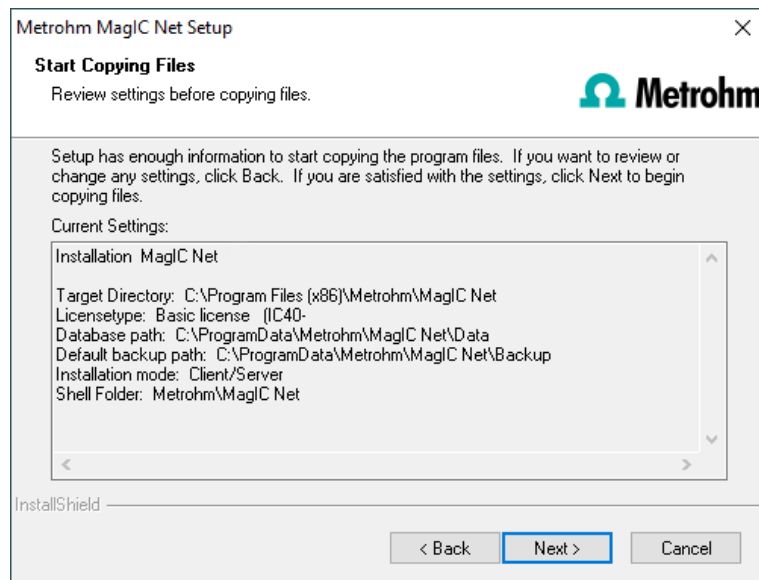 Metrohm MagIC Net Setup
Start Copying Files
Review settings before copying files.
Metrohm
Setup has enough information to start copying the program files. If you want to review or
change any settings, click Back. If you are satisfied with the settings, click Next to begin
copying files.
Current Settings:
Installation MagIC Net
Target Directory: C:\Program Files (x86)\Metrohm\MagIC Net
Licensetype: Basic license (IC40-
Database path: C:\ProgramData\Metrohm\MagIC Net\Data
Default backup path: C:\ProgramData\Metrohm\MagIC Net\Backup
Installation mode: Client/Server
Shell Folder: Metrohm\MagIC Net
InstallShield
< Back
Next >
Cancel